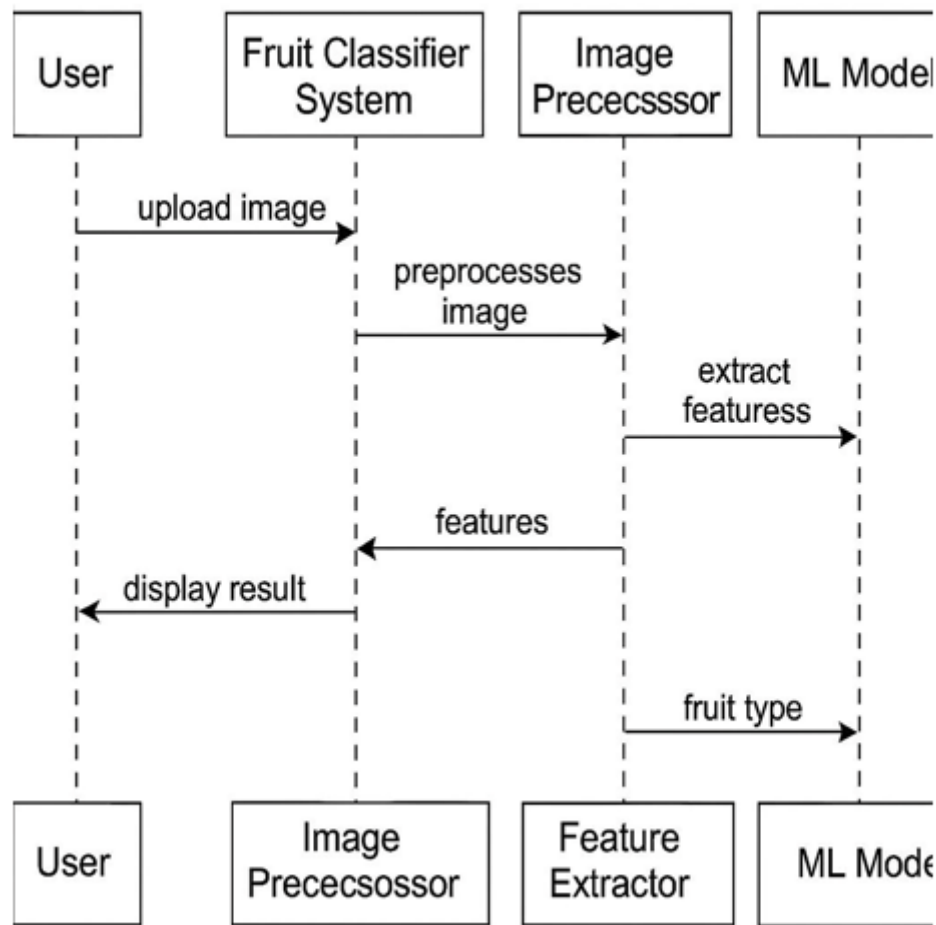 User
Fruit Classifier
System
Image
Prececsssor
ML Model
upload image
preprocesses
image
extract
featuress
features
display result
fruit type
User
Image
Prececsossor
Feature
Extractor
ML Mode